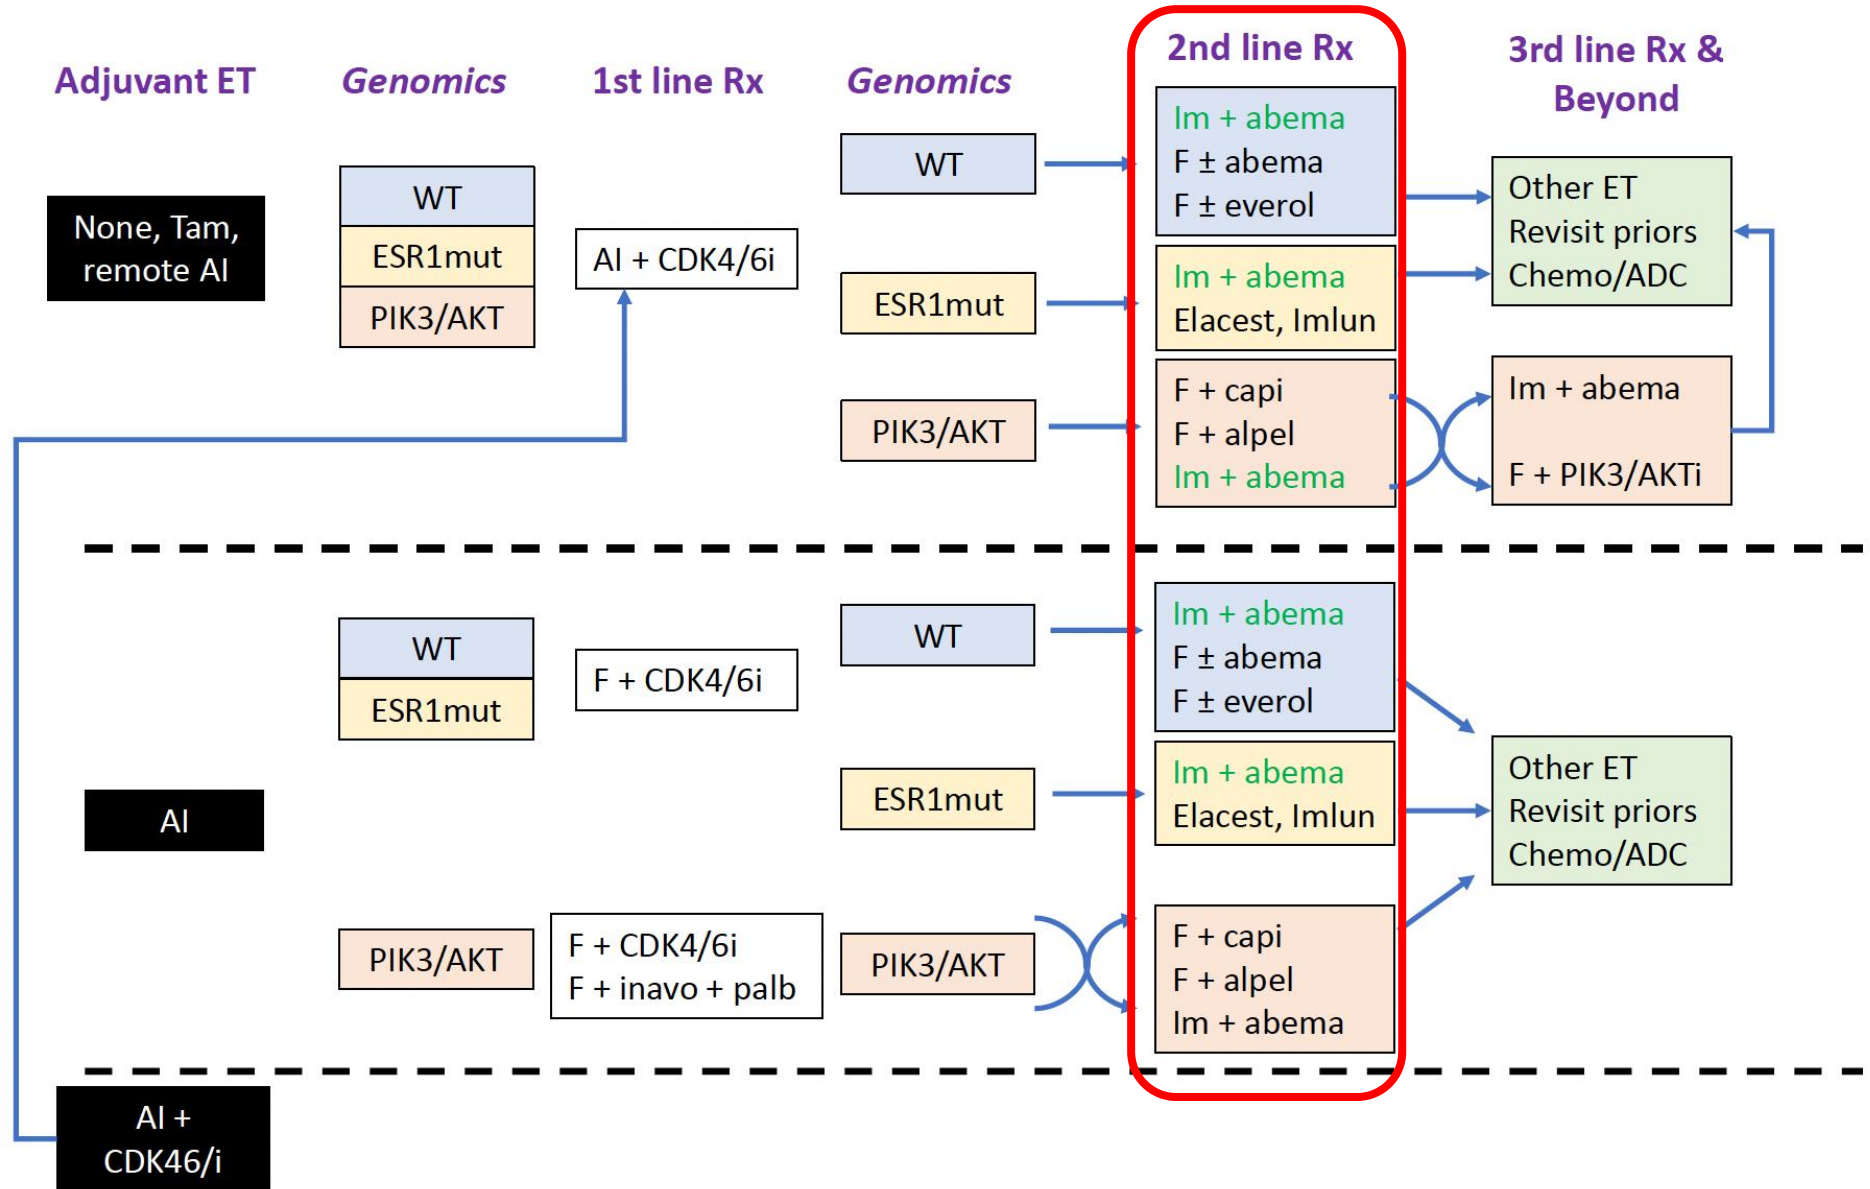 Adjuvant ET
Genomics
1st line Rx
Genomics
2nd line Rx
3rd line Rx &
Beyond
None, Tam,
remote AI
WT
ESR1mut
PIK3/AKT
AI + CDK4/6i
WT
ESR1mut
PIK3/AKT
Im + abema
F ± abema
F ± everol
Im + abema
Elacest, Imlun
F + capi
F + alpel
Im + abema
Other ET
Revisit priors
Chemo/ADC
Im + abema
F + PIK3/AKTi
AI
WT
ESR1mut
PIK3/AKT
F + CDK4/6i
F + CDK4/6i
F + inavo + palb
WT
ESR1mut
PIK3/AKT
Im + abema
F ± abema
F ± everol
Im + abema
Elacest, Imlun
F + capi
F + alpel
Im + abema
Other ET
Revisit priors
Chemo/ADC
AI +
CDK46/i